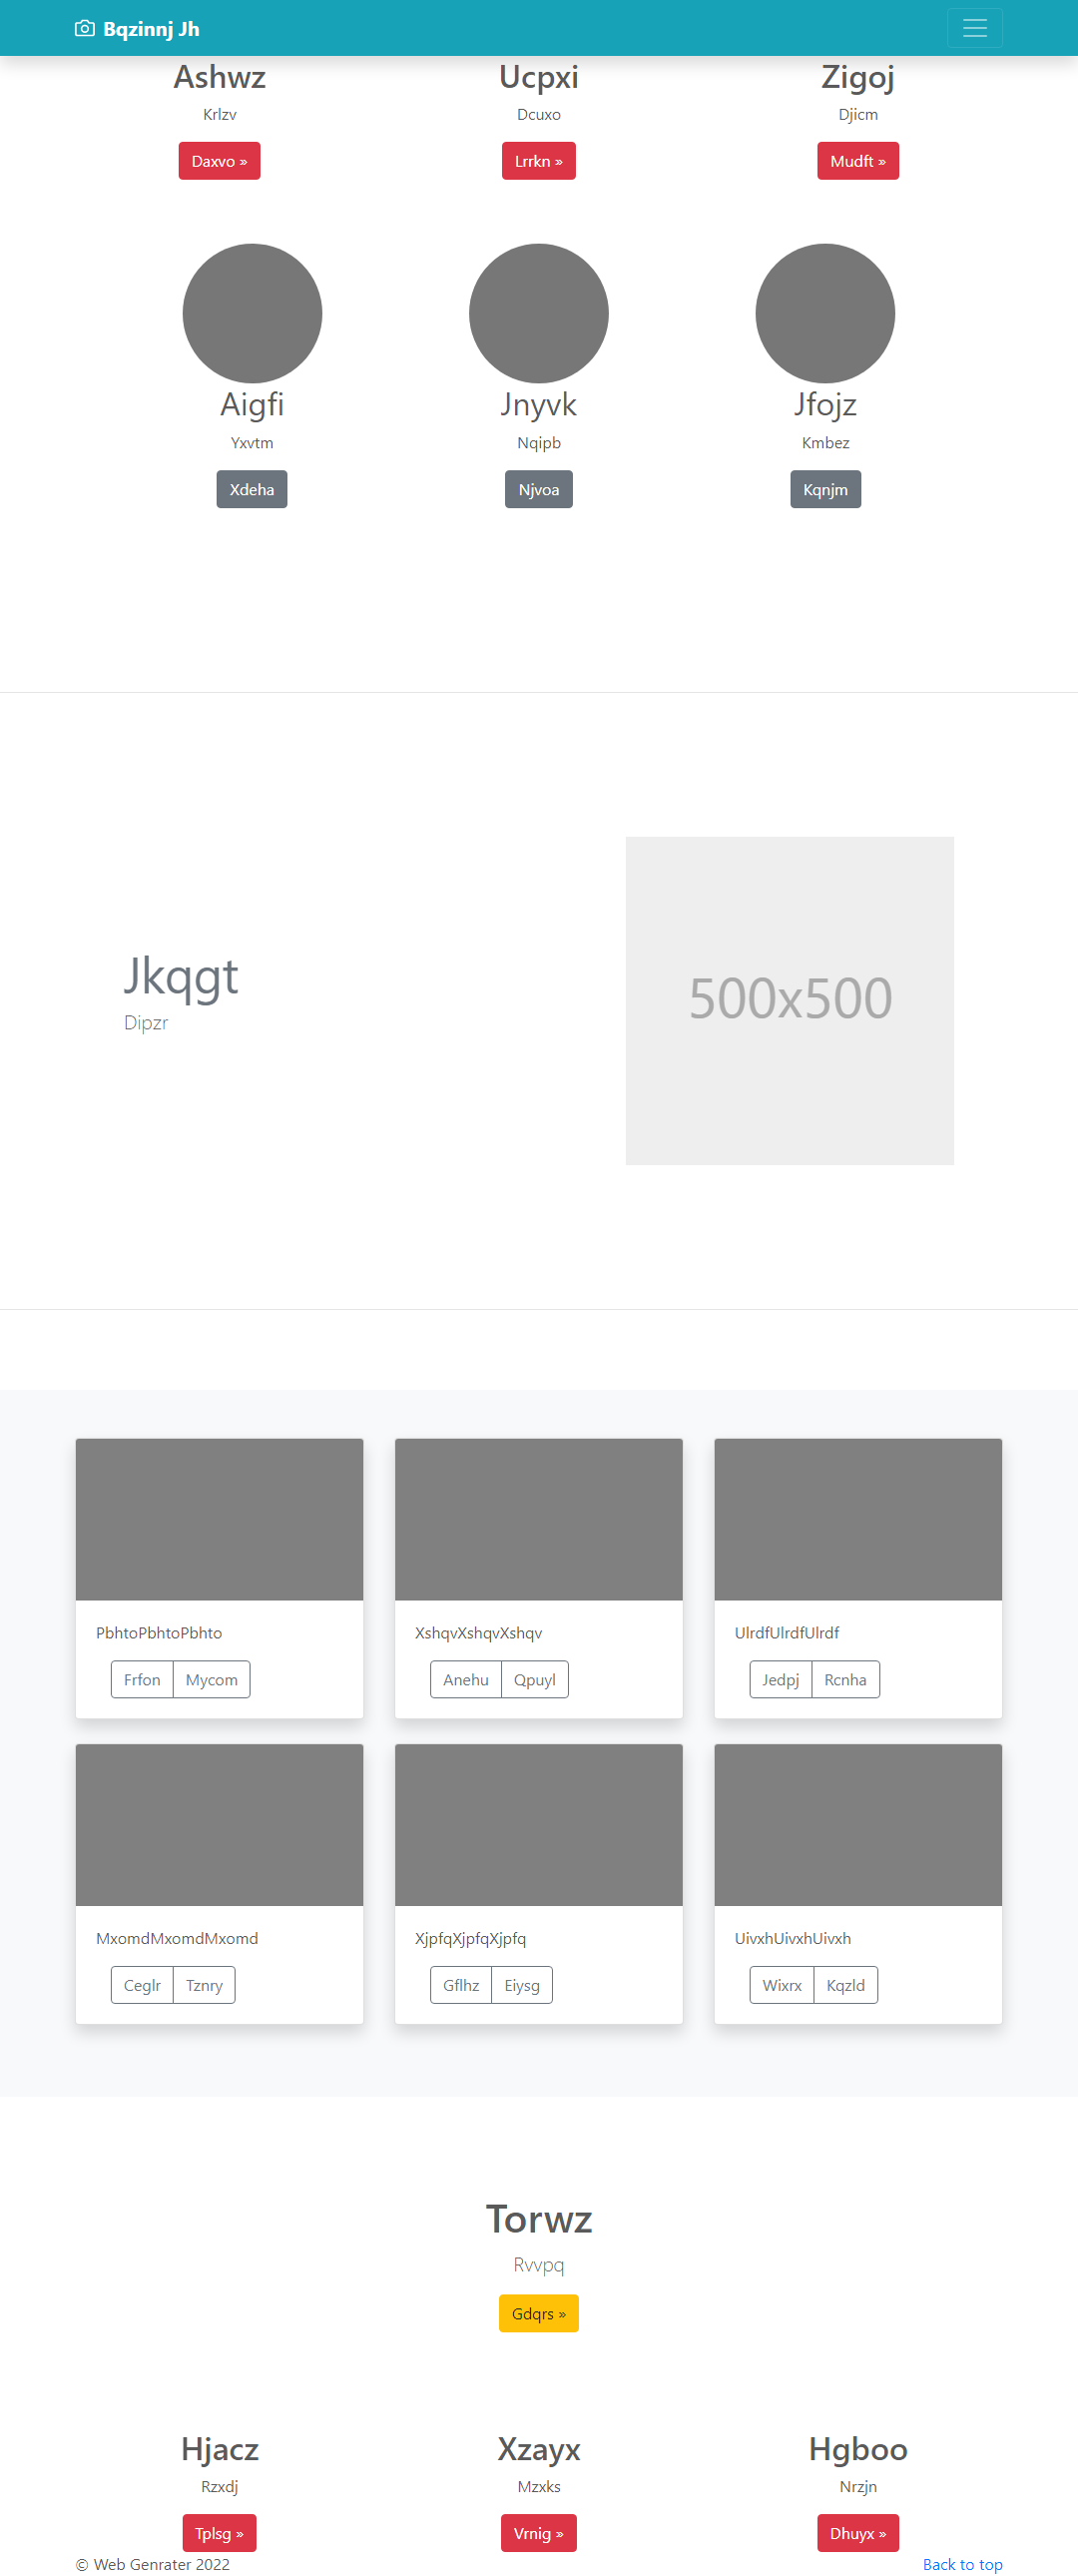 Bqzinnj Jh
Ashwz Ucpxi Zigoj
Krlzv Dcuxo Djicm
Daxvo » Lrrkn » Mudft »
Aigfi Jnyvk Jfojz
Yxvtm Nqipb Kmbez
Xdeha Njvoa Kqnjm
Jkqgt
Dipzr
500x500
PbhtoPbhtoPbhto XshqvXshqvXshqv UlrdfUlrdfUlrdf
Frfon Mycom Anehu Qpuyl Jedpj Rcnha
MxomdMxomdMxomd XjpfqXjpfqXjpfq UivxhUivxhUivxh
Ceglr Tznry Gflhz Eiysg Wixrx Kqzld
Torwz
Rvvpq
Gdqrs »
Hjacz Xzayx Hgboo
Rzxdj Mzxks Nrzjn
Tplsg » Vrnig » Dhuyx »
© Web Genrater 2022 Back to top